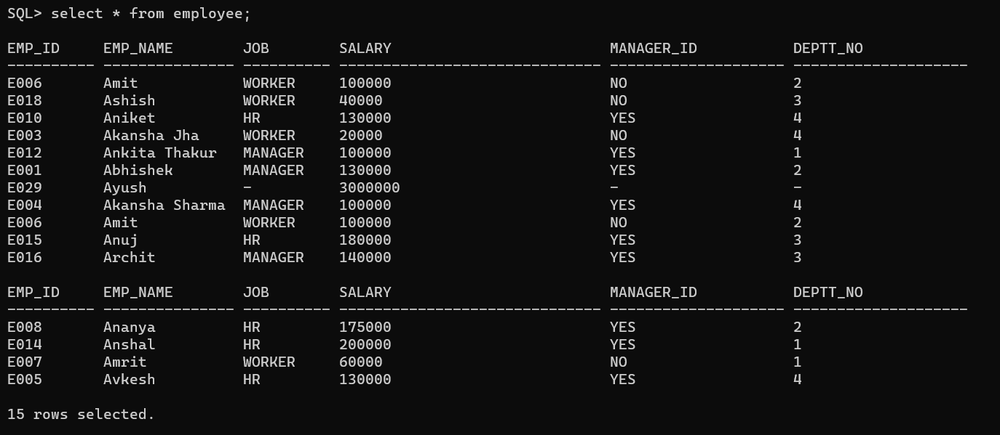 SQL> select * from employee;
EMP_ID     EMP_NAME        JOB        SALARY                         MANAGER_ID           DEPTT_NO
---------- --------------- ---------- ------------------------------ -------------------- --------------------
E006       Amit            WORKER     100000                         NO                   2
E018       Ashish          WORKER     40000                          NO                   3
E010       Aniket          HR         130000                         YES                  4
E003       Akansha Jha     WORKER     20000                          NO                   4
E012       Ankita Thakur   MANAGER    100000                         YES                  1
E001       Abhishek        MANAGER    130000                         YES                  2
E029       Ayush           -          3000000                        -                    -
E004       Akansha Sharma  MANAGER    100000                         YES                  4
E006       Amit            WORKER     100000                         NO                   2
E015       Anuj            HR         180000                         YES                  3
E016       Archit          MANAGER    140000                         YES                  3
EMP_ID     EMP_NAME        JOB        SALARY                         MANAGER_ID           DEPTT_NO
---------- --------------- ---------- ------------------------------ -------------------- --------------------
E008       Ananya          HR         175000                         YES                  2
E014       Anshal          HR         200000                         YES                  1
E007       Amrit           WORKER     60000                          NO                   1
E005       Avkesh          HR         130000                         YES                  4
15 rows selected.